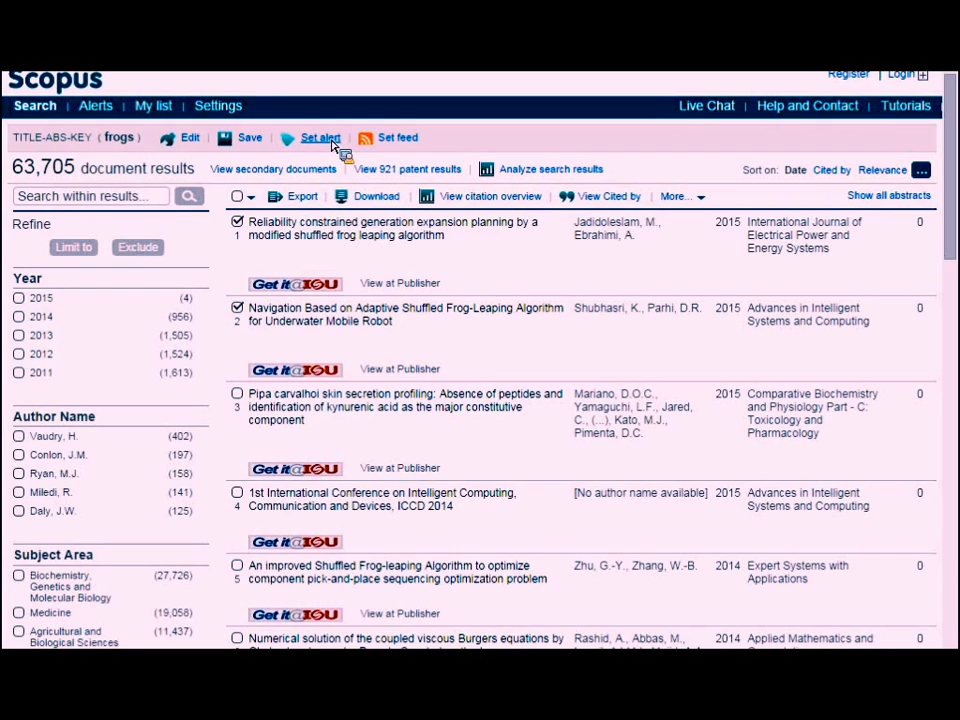 Scopus
Register | Login
Search Alerts My list Settings Live Chat Help and Contact Tutorials
TITLE-ABS-KEY ( frogs ) Edit | Save | Set alert | Set feed
63,705 document results View secondary documents | View 921 patent results | Analyze search results Sort on: Date Cited by Relevance ...
Search within results... Export Download View citation overview View Cited by More... Show all abstracts
Refine
Limit to Exclude
Year
2015 (4)
2014 (956)
2013 (1,505)
2012 (1,524)
2011 (1,613)
Author Name
Vaudry, H. (402)
Conlon, J.M. (197)
Ryan, M.J. (158)
Miledi, R. (141)
Daly, J.W. (125)
Subject Area
Biochemistry, (27,726)
Genetics and
Molecular Biology
Medicine (19,058)
Agricultural and (11,437)
Biological Sciences
Reliability constrained generation expansion planning by a Jadidoleslam, M., 2015 International Journal of 0
1 modified shuffled frog leaping algorithm Ebrahimi, A. Electrical Power and
Energy Systems
Get it@ISU View at Publisher
Navigation Based on Adaptive Shuffled Frog-Leaping Algorithm Shubhasri, K., Parhi, D.R. 2015 Advances in Intelligent 0
2 for Underwater Mobile Robot Systems and Computing
Get it@ISU View at Publisher
Pipa carvalhoi skin secretion profiling: Absence of peptides and Mariano, D.O.C., 2015 Comparative Biochemistry 0
3 identification of kynurenic acid as the major constitutive Yamaguchi, L.F., Jared, and Physiology Part - C:
component C., (...), Kato, M.J., Toxicology and
Pimenta, D.C. Pharmacology
Get it@ISU View at Publisher
1st International Conference on Intelligent Computing, [No author name available] 2015 Advances in Intelligent 0
4 Communication and Devices, ICCD 2014 Systems and Computing
Get it@ISU
An improved Shuffled Frog-leaping Algorithm to optimize Zhu, G.-Y., Zhang, W.-B. 2014 Expert Systems with 0
5 component pick-and-place sequencing optimization problem Applications
Get it@ISU View at Publisher
Numerical solution of the coupled viscous Burgers equations by Rashid, A., Abbas, M., 2014 Applied Mathematics and 0